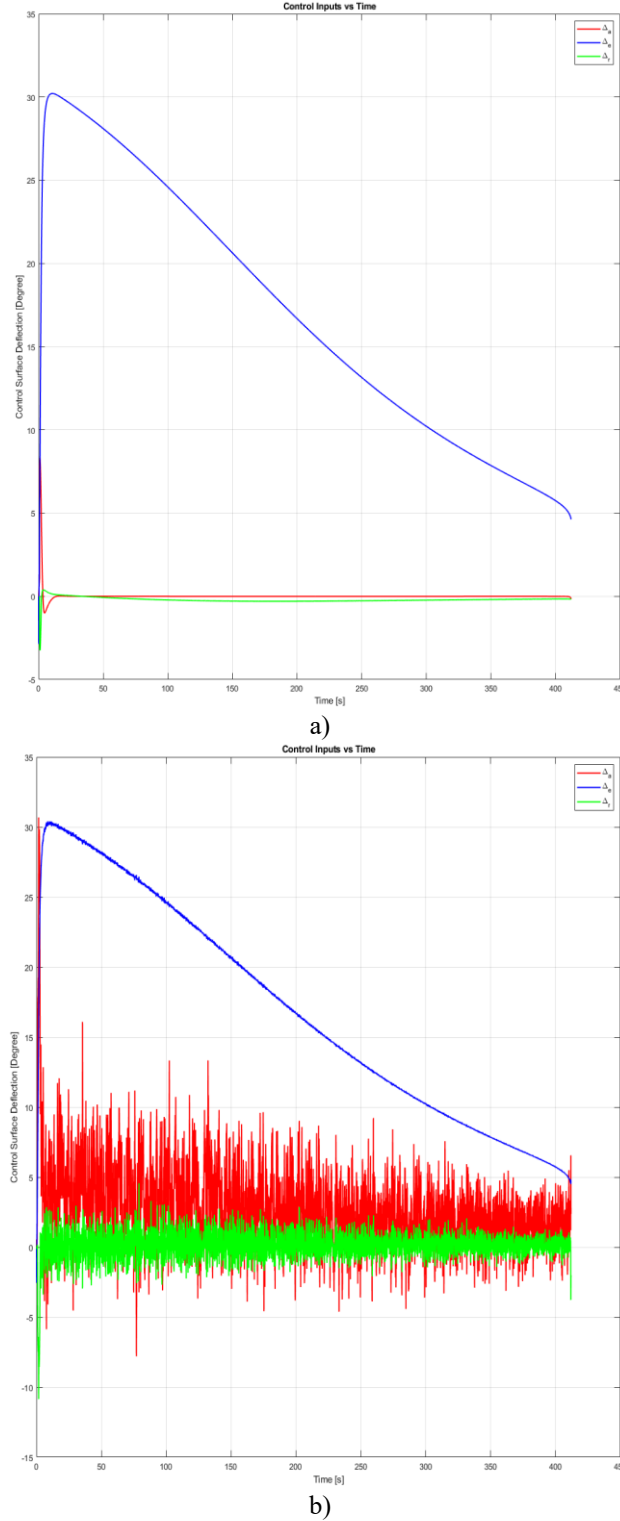 Control Inputs vs Time
Δa
Δe
Δr
35
30
25
20
15
10
5
0
-5
Control Surface Deflection [Degree]
0 50 100 150 200 250 300 350 400 45
Time [s]
a)
Control Inputs vs Time
Δa
Δe
Δr
35
30
25
20
15
10
5
0
-5
-10
-15
Control Surface Deflection [Degree]
0 50 100 150 200 250 300 350 400 450
Time [s]
b)